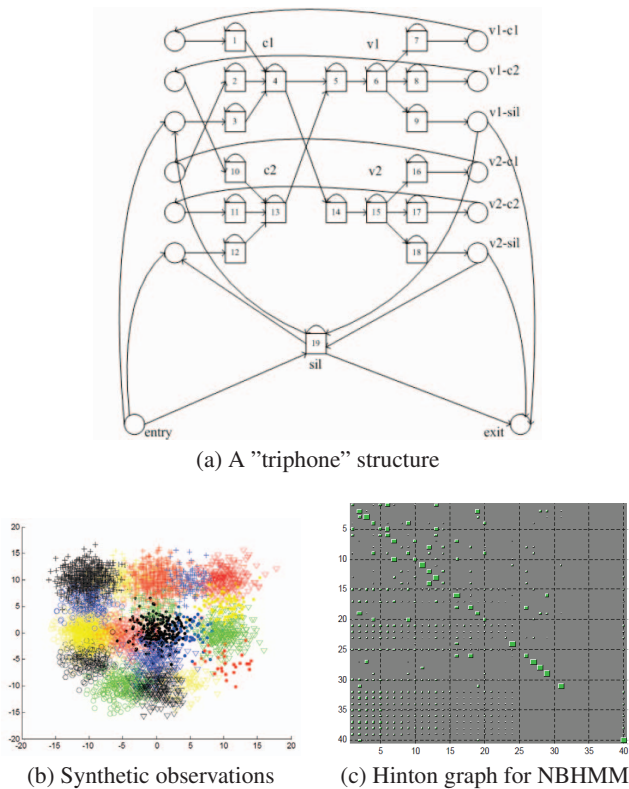 1 c1 v1 7 v1-c1
2 4 5 6 8 v1-c2
3 9 v1-sil
10 c2 v2 16 v2-c1
11 13 14 15 17 v2-c2
12 18 v2-sil
19
sil
entry exit
(a) A "triphone" structure
20
15
10
5
0
-5
-10
-15
-20
-20 -15 -10 -5 0 5 10 15 20
5
10
15
20
25
30
35
40
5 10 15 20 25 30 35 40
(b) Synthetic observations (c) Hinton graph for NBHMM